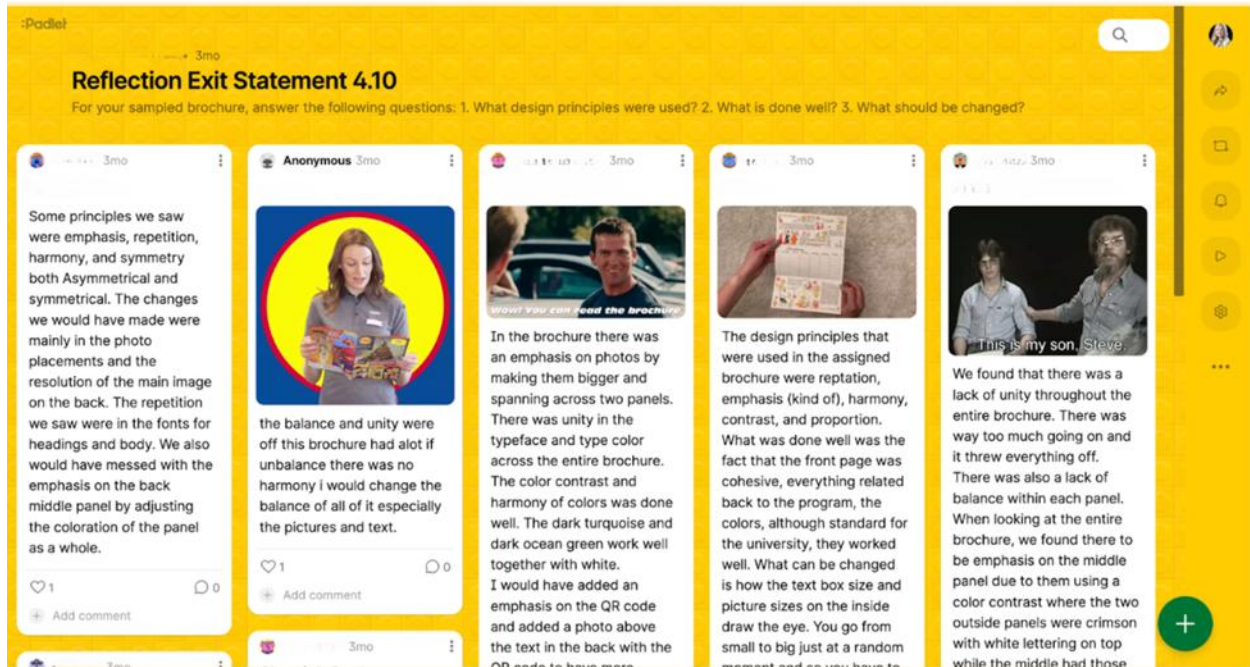 :Padlet
3mo
Reflection Exit Statement 4.10
For your sampled brochure, answer the following questions: 1. What design principles were used? 2. What is done well? 3. What should be changed?
3mo
Some principles we saw
were emphasis, repetition,
harmony, and symmetry
both Asymmetrical and
symmetrical. The changes
we would have made were
mainly in the photo
placements and the
resolution of the main image
on the back. The repetition
we saw were in the fonts for
headings and body. We also
would have messed with the
emphasis on the back
middle panel by adjusting
the coloration of the panel
as a whole.
1
0
Add comment
3mo
Anonymous 3mo
the balance and unity were
off this brochure had alot if
unbalance there was no
harmony i would change the
balance of all of it especially
the pictures and text.
1
0
Add comment
3mo
3mo
Wow! You can read the brochure
In the brochure there was
an emphasis on photos by
making them bigger and
spanning across two panels.
There was unity in the
typeface and type color
across the entire brochure.
The color contrast and
harmony of colors was done
well. The dark turquoise and
dark ocean green work well
together with white.
I would have added an
emphasis on the QR code
and added a photo above
the text in the back with the
QR code to have more
3mo
The design principles that
were used in the assigned
brochure were reptation,
emphasis (kind of), harmony,
contrast, and proportion.
What was done well was the
fact that the front page was
cohesive, everything related
back to the program, the
colors, although standard for
the university, they worked
well. What can be changed
is how the text box size and
picture sizes on the inside
draw the eye. You go from
small to big just at a random
moment and so you have to
3mo
This is my son, Steve.
We found that there was a
lack of unity throughout the
entire brochure. There was
way too much going on and
it threw everything off.
There was also a lack of
balance within each panel.
When looking at the entire
brochure, we found there to
be emphasis on the middle
panel due to them using a
color contrast where the two
outside panels were crimson
with white lettering on top
while the middle had those